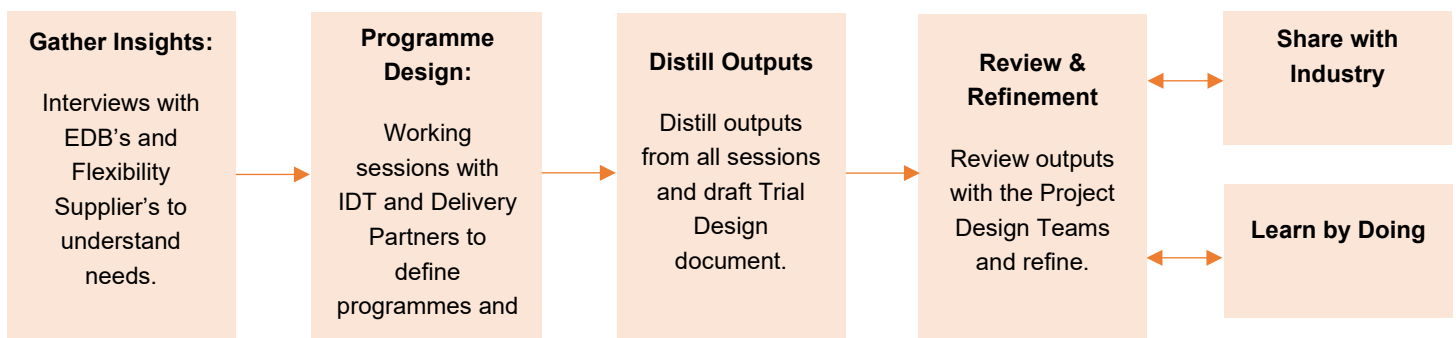 Gather Insights:
Interviews with
EDB's and
Flexibility
Supplier's to
understand
needs.
Programme
Design:
Working
sessions with
IDT and Delivery
Partners to
define
programmes and
Distill Outputs
Distill outputs
from all sessions
and draft Trial
Design
document.
Review &
Refinement
Review outputs
with the Project
Design Teams
and refine.
Share with
Industry
Learn by Doing